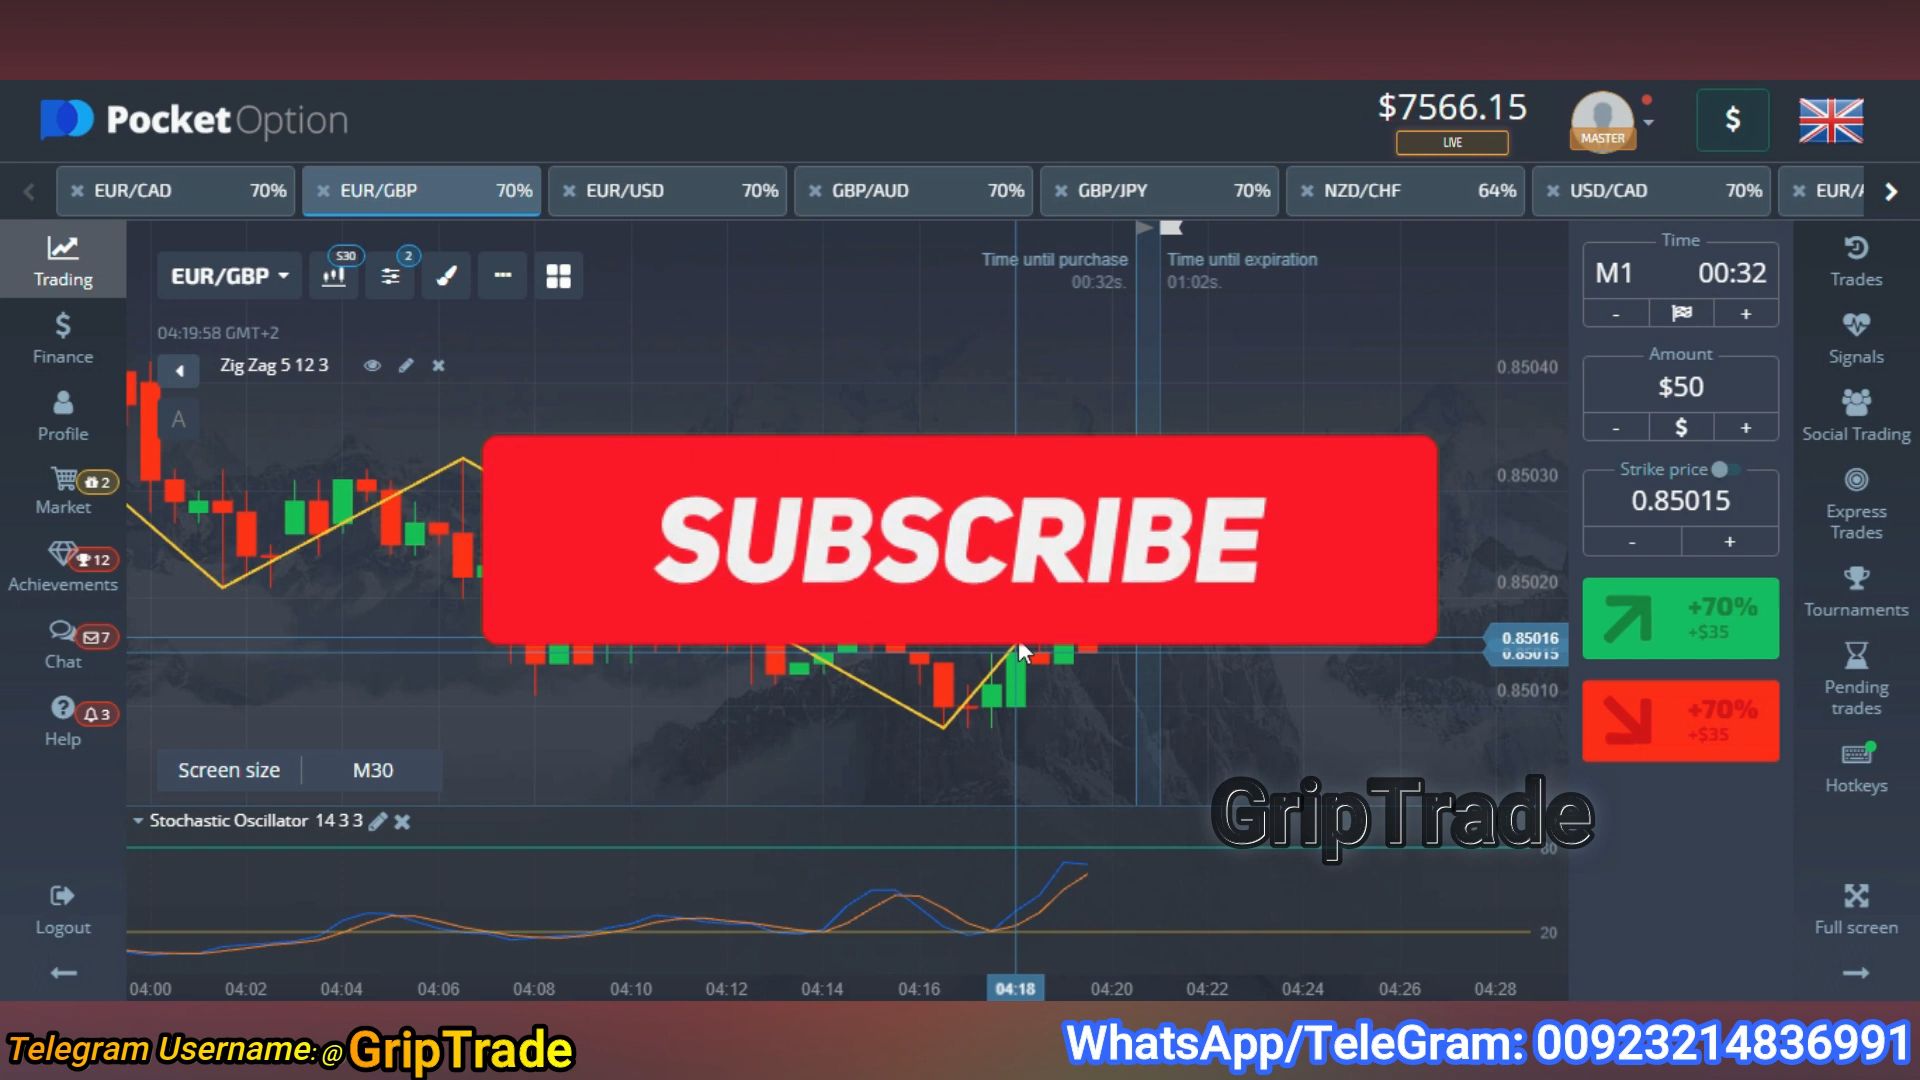 PocketOption
$7566.15
LIVE
MASTER
$
EUR/CAD 70%
EUR/GBP 70%
EUR/USD 70%
GBP/AUD 70%
GBP/JPY 70%
NZD/CHF 64%
USD/CAD 70%
EUR/
Trading
Finance
Profile
2
Market
12
Achievements
7
Chat
3
Help
Logout
EUR/GBP
S30
2
04:19:58 GMT+2
Zig Zag 5 12 3
A
Time until purchase
00:32s.
Time until expiration
01:02s.
0.85040
0.85030
0.85020
0.85016
0.85015
0.85010
SUBSCRIBE
Screen size M30
GripTrade
Stochastic Oscillator 14 3 3
80
20
04:00 04:02 04:04 04:06 04:08 04:10 04:12 04:14 04:16 04:18 04:20 04:22 04:24 04:26 04:28
Time
M1 00:32
- +
Amount
$50
- $ +
Strike price
0.85015
- +
+70%
+$35
+70%
+$35
Trades
Signals
Social Trading
Express
Trades
Tournaments
Pending
trades
Hotkeys
Full screen
Telegram Username:@GripTrade
WhatsApp/TeleGram: 00923214836991